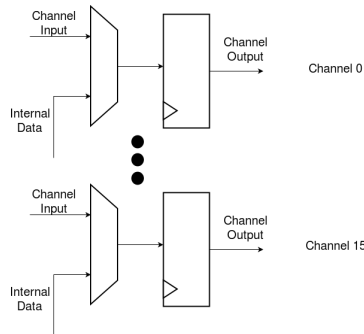 Channel
Input
Channel
Output
Channel 0
Internal
Data
Channel
Input
Channel
Output
Channel 15
Internal
Data